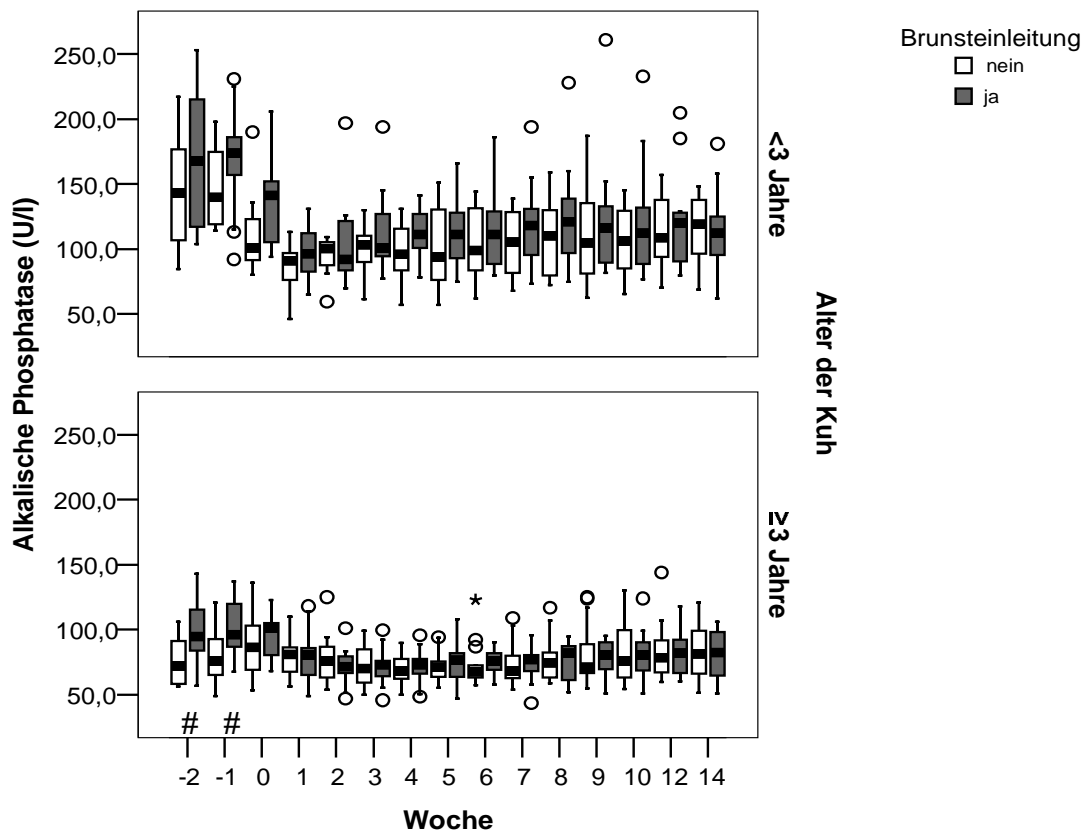 Brunsteinleitung
nein
ja
Alkalische Phosphatase (U/l)
250,0
200,0
150,0
100,0
50,0
<3 Jahre
250,0
200,0
150,0
100,0
50,0
≥3 Jahre
Alter der Kuh
*
# #
-2 -1 0 1 2 3 4 5 6 7 8 9 10 12 14
Woche